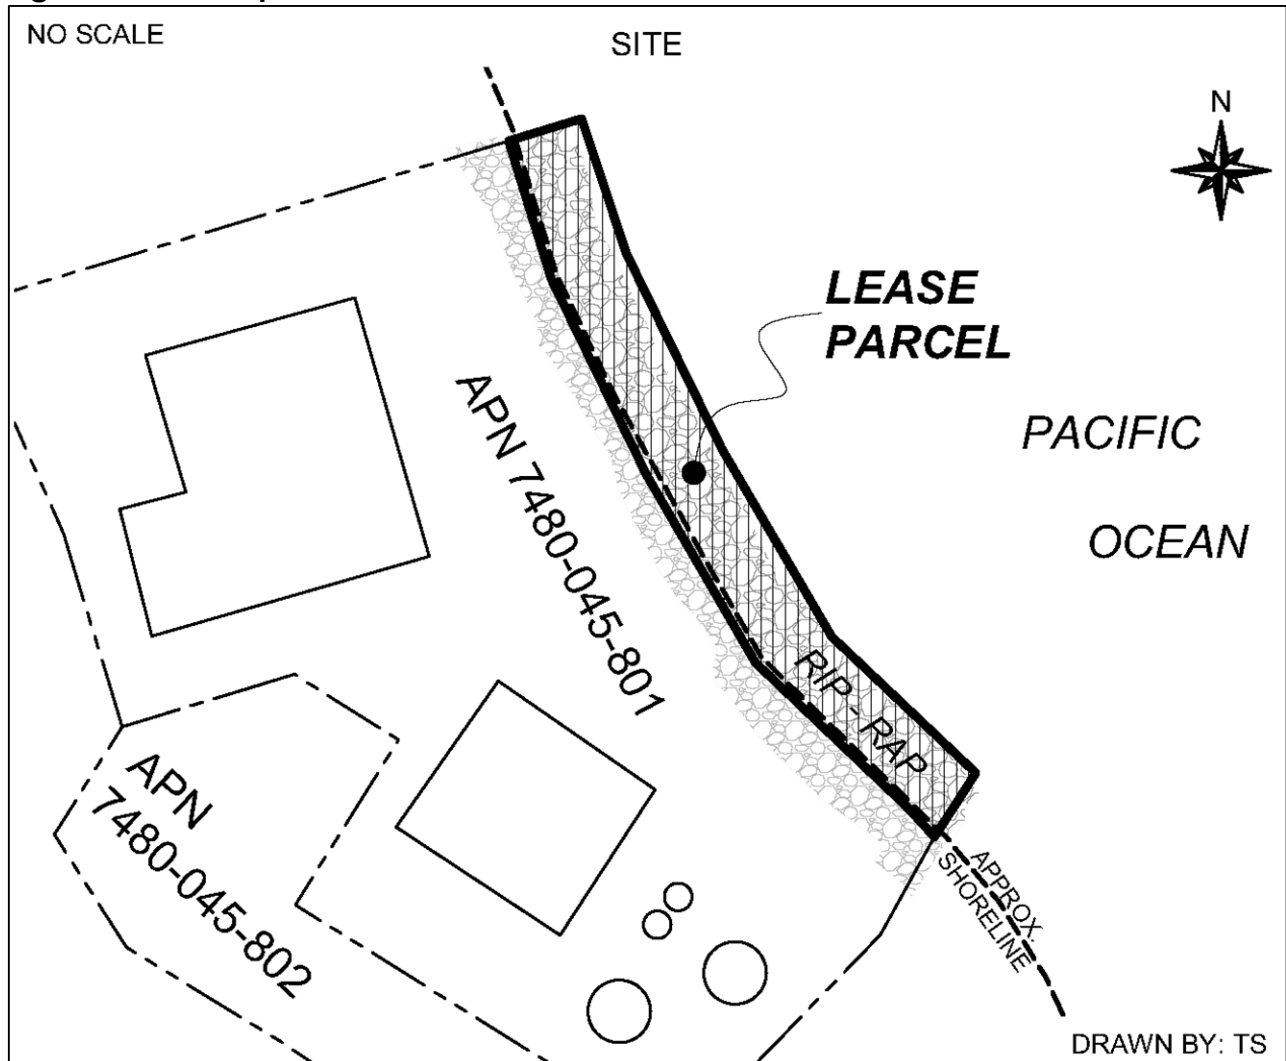 NO SCALE
SITE
N
LEASE
PARCEL
PACIFIC
OCEAN
APN 7480-045-801
RIP - RAP
APN
7480-045-802
APPROX.
SHORELINE
DRAWN BY: TS